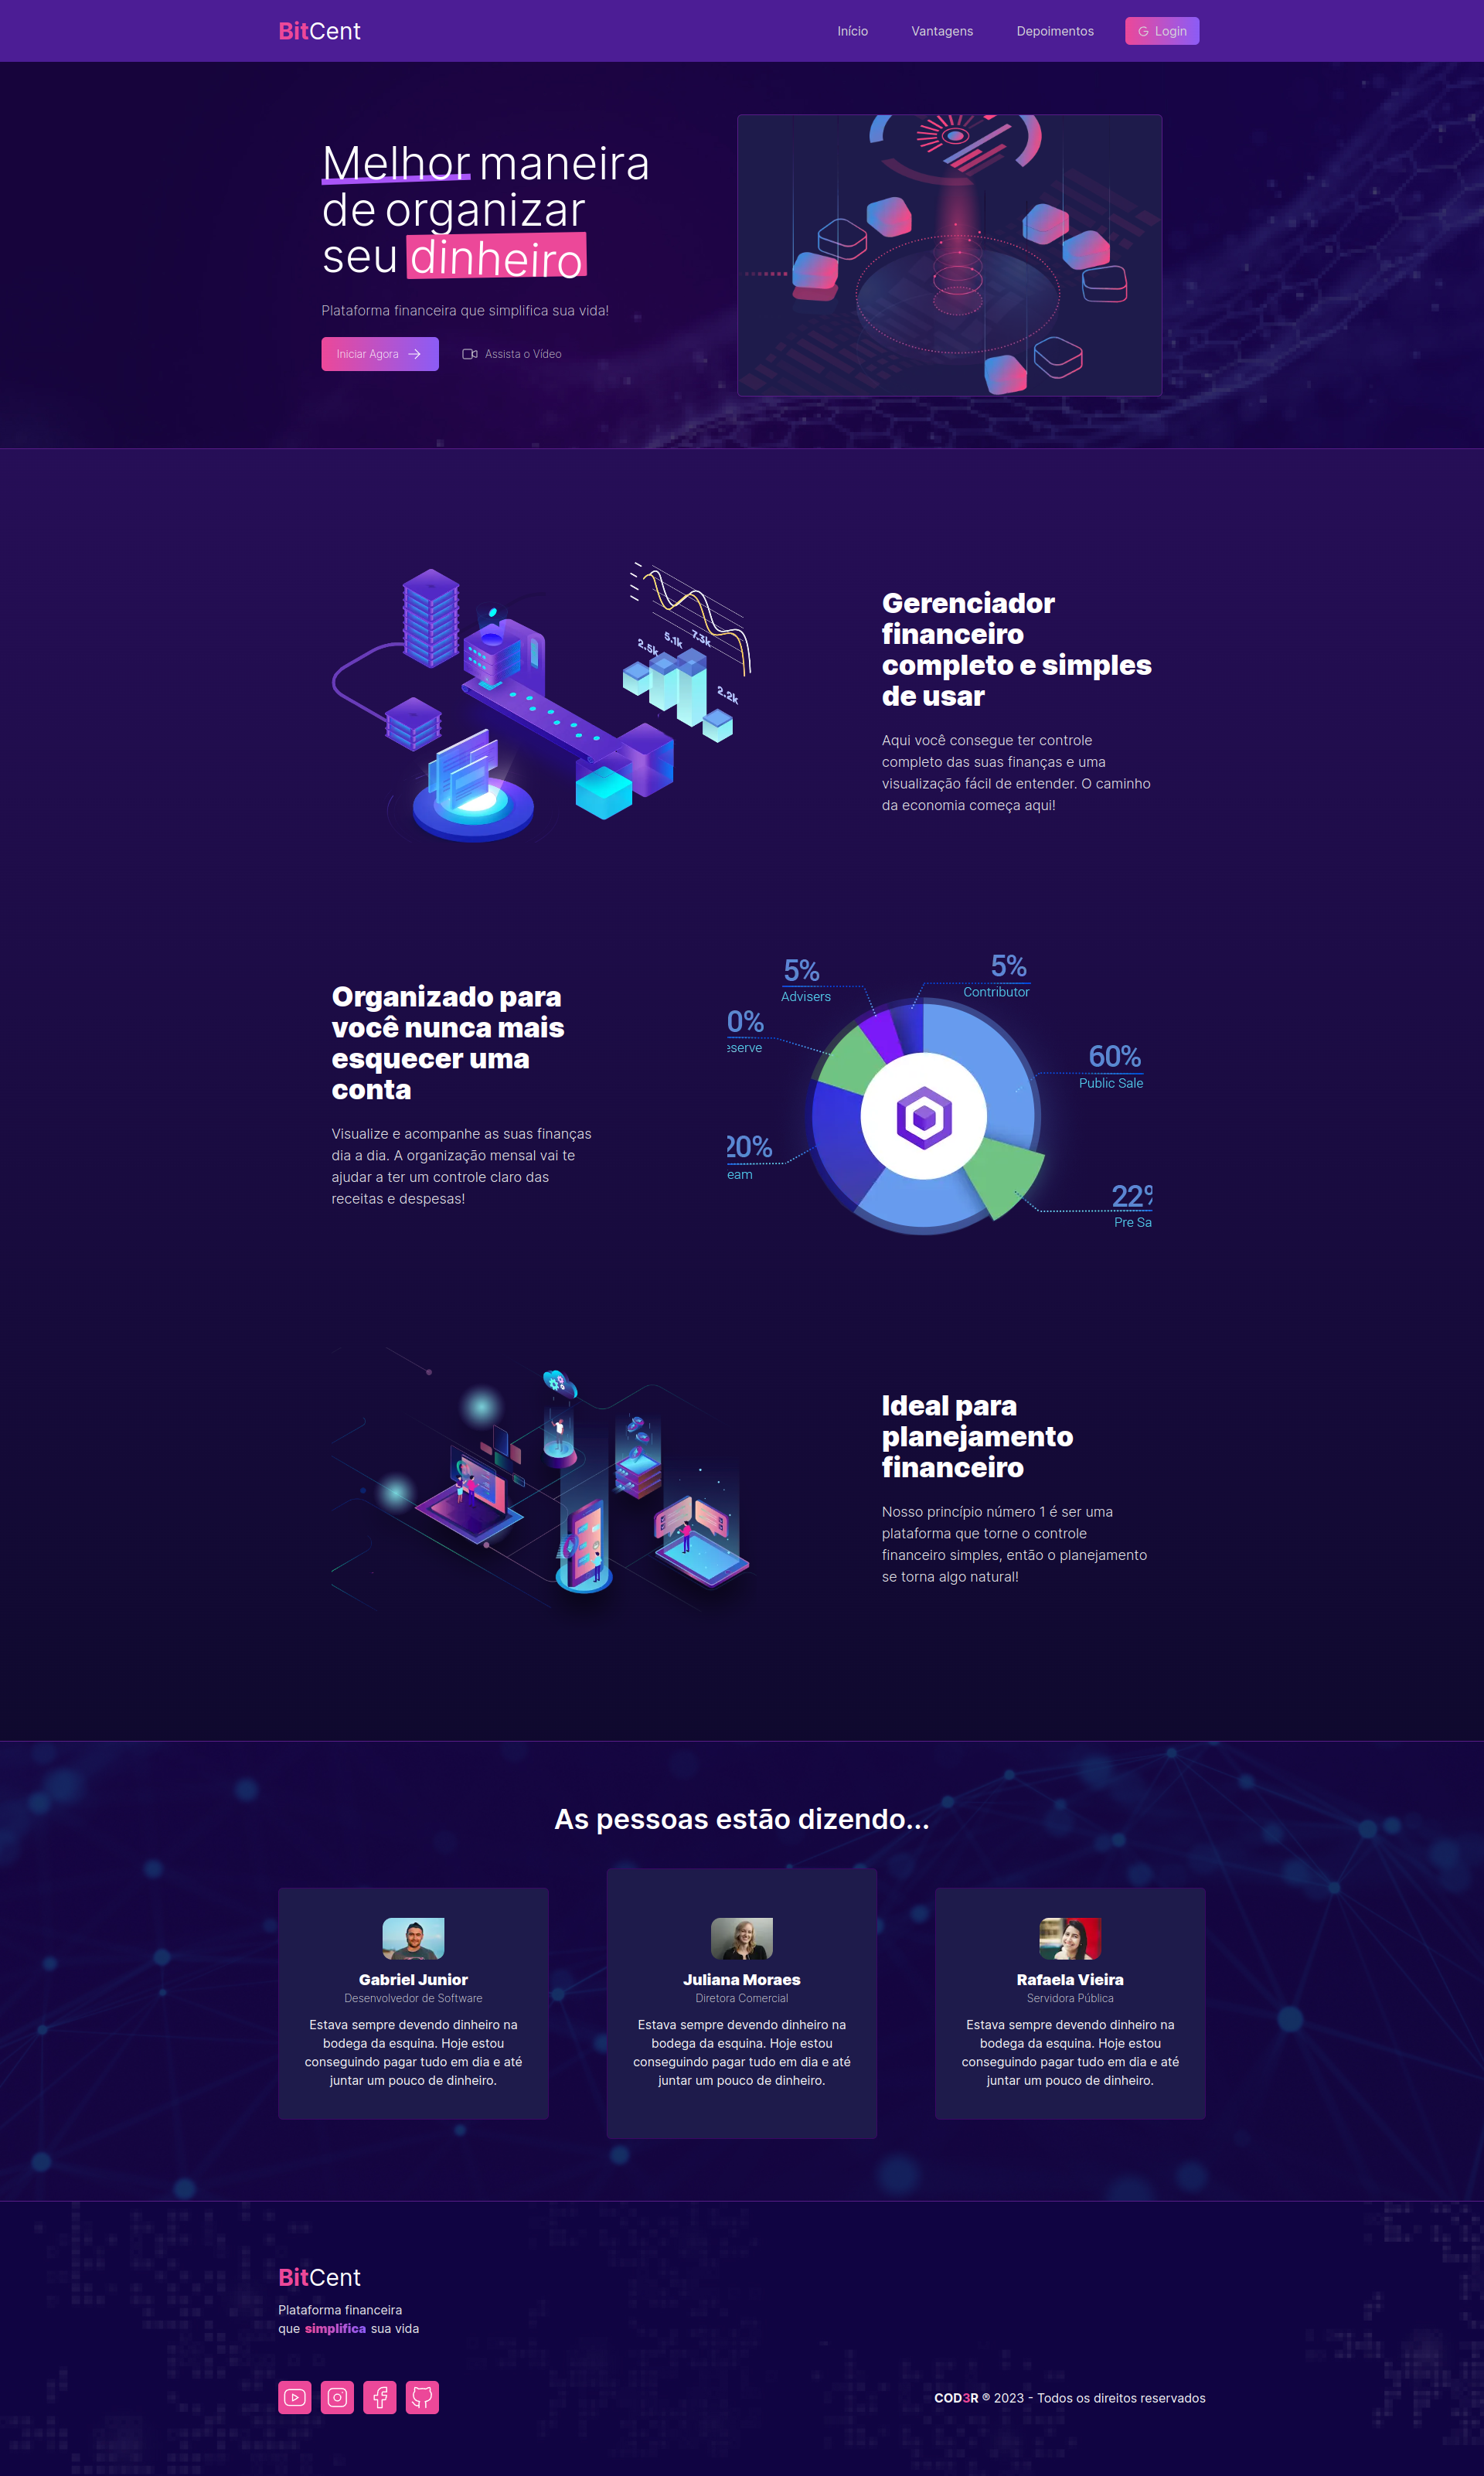 BitCent
Início
Vantagens
Depoimentos
G Login
Melhor maneira
de organizar
seu dinheiro
Plataforma financeira que simplifica sua vida!
Iniciar Agora
Assista o Vídeo
2.5k
5.1k
7.3k
2.2k
Gerenciador
financeiro
completo e simples
de usar
Aqui você consegue ter controle
completo das suas finanças e uma
visualização fácil de entender. O caminho
da economia começa aqui!
Organizado para
você nunca mais
esquecer uma
conta
Visualize e acompanhe as suas finanças
dia a dia. A organização mensal vai te
ajudar a ter um controle claro das
receitas e despesas!
5%
Advisers
5%
Contributor
0%
eserve
60%
Public Sale
20%
eam
22%
Pre Sa
Ideal para
planejamento
financeiro
Nosso princípio número 1 é ser uma
plataforma que torne o controle
financeiro simples, então o planejamento
se torna algo natural!
As pessoas estão dizendo...
Gabriel Junior
Desenvolvedor de Software
Estava sempre devendo dinheiro na
bodega da esquina. Hoje estou
conseguindo pagar tudo em dia e até
juntar um pouco de dinheiro.
Juliana Moraes
Diretora Comercial
Estava sempre devendo dinheiro na
bodega da esquina. Hoje estou
conseguindo pagar tudo em dia e até
juntar um pouco de dinheiro.
Rafaela Vieira
Servidora Pública
Estava sempre devendo dinheiro na
bodega da esquina. Hoje estou
conseguindo pagar tudo em dia e até
juntar um pouco de dinheiro.
BitCent
Plataforma financeira
que simplifica sua vida
COD3R ® 2023 - Todos os direitos reservados